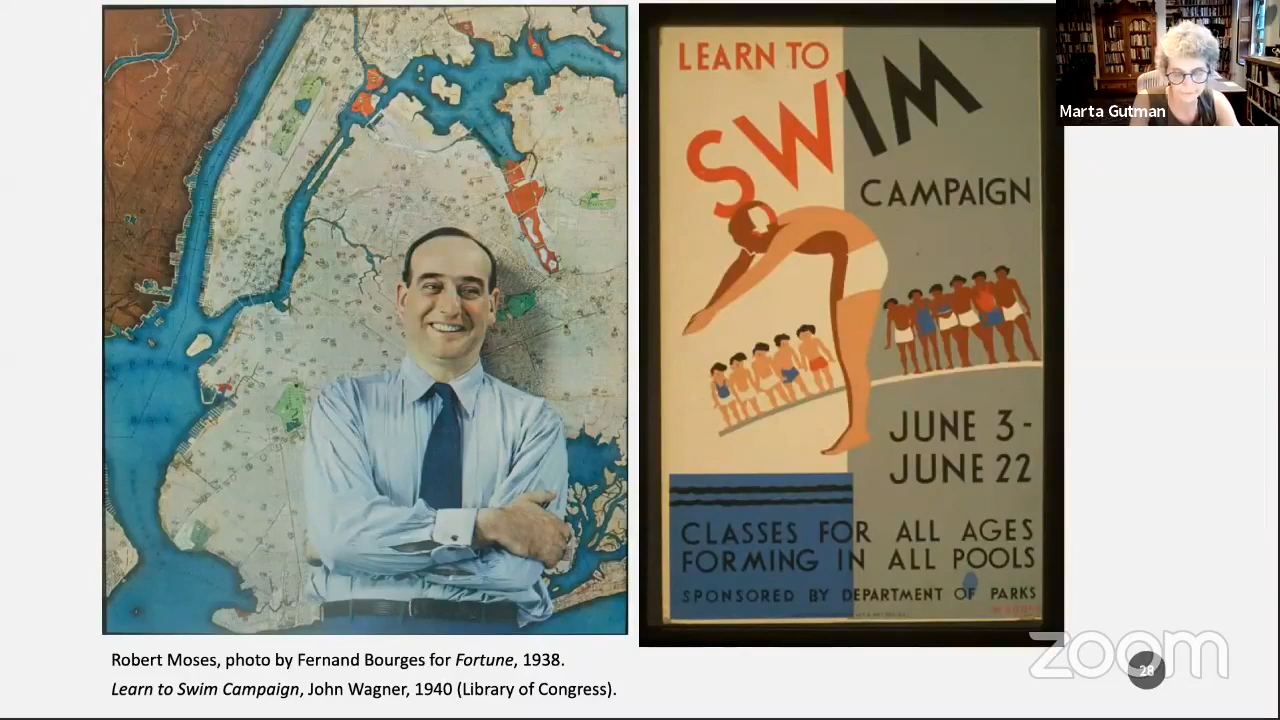 LEARN TO
SWIM
CAMPAIGN
JUNE 3 -
JUNE 22
CLASSES FOR ALL AGES
FORMING IN ALL POOLS
SPONSORED BY DEPARTMENT OF PARKS
Marta Gutman
Robert Moses, photo by Fernand Bourges for Fortune, 1938.
Learn to Swim Campaign, John Wagner, 1940 (Library of Congress).
zoom
28